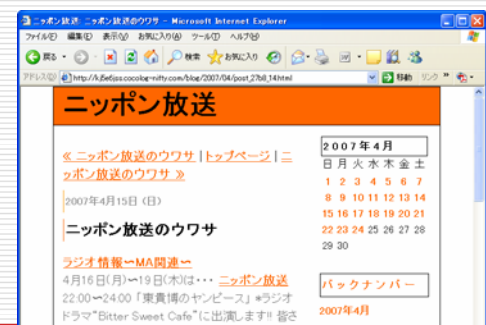 ニッポン放送: ニッポン放送のウワサ - Microsoft Internet Explorer
ファイル(F) 編集(E) 表示(V) お気に入り(A) ツール(T) ヘルプ(H)
戻る 検索 お気に入り
アドレス(D) http://kj5e6jss.cocolog-nifty.com/blog/2007/04/post_27b8_14.html 移動 リンク
ニッポン放送
« ニッポン放送のウワサ | トップページ | ニ
ッポン放送のウワサ »
2007年4月15日 (日)
ニッポン放送のウワサ
ラジオ情報〜MA関連〜
4月16日(月)〜19日(木)は・・・ ニッポン放送
22:00〜24:00 「東貴博のヤンピース」 *ラジオ
ドラマ"Bitter Sweet Cafe"に出演します!! 皆さ
2007年4月
日 月 火 水 木 金 土
1 2 3 4 5 6 7
8 9 10 11 12 13 14
15 16 17 18 19 20 21
22 23 24 25 26 27 28
29 30
バックナンバー
2007年4月